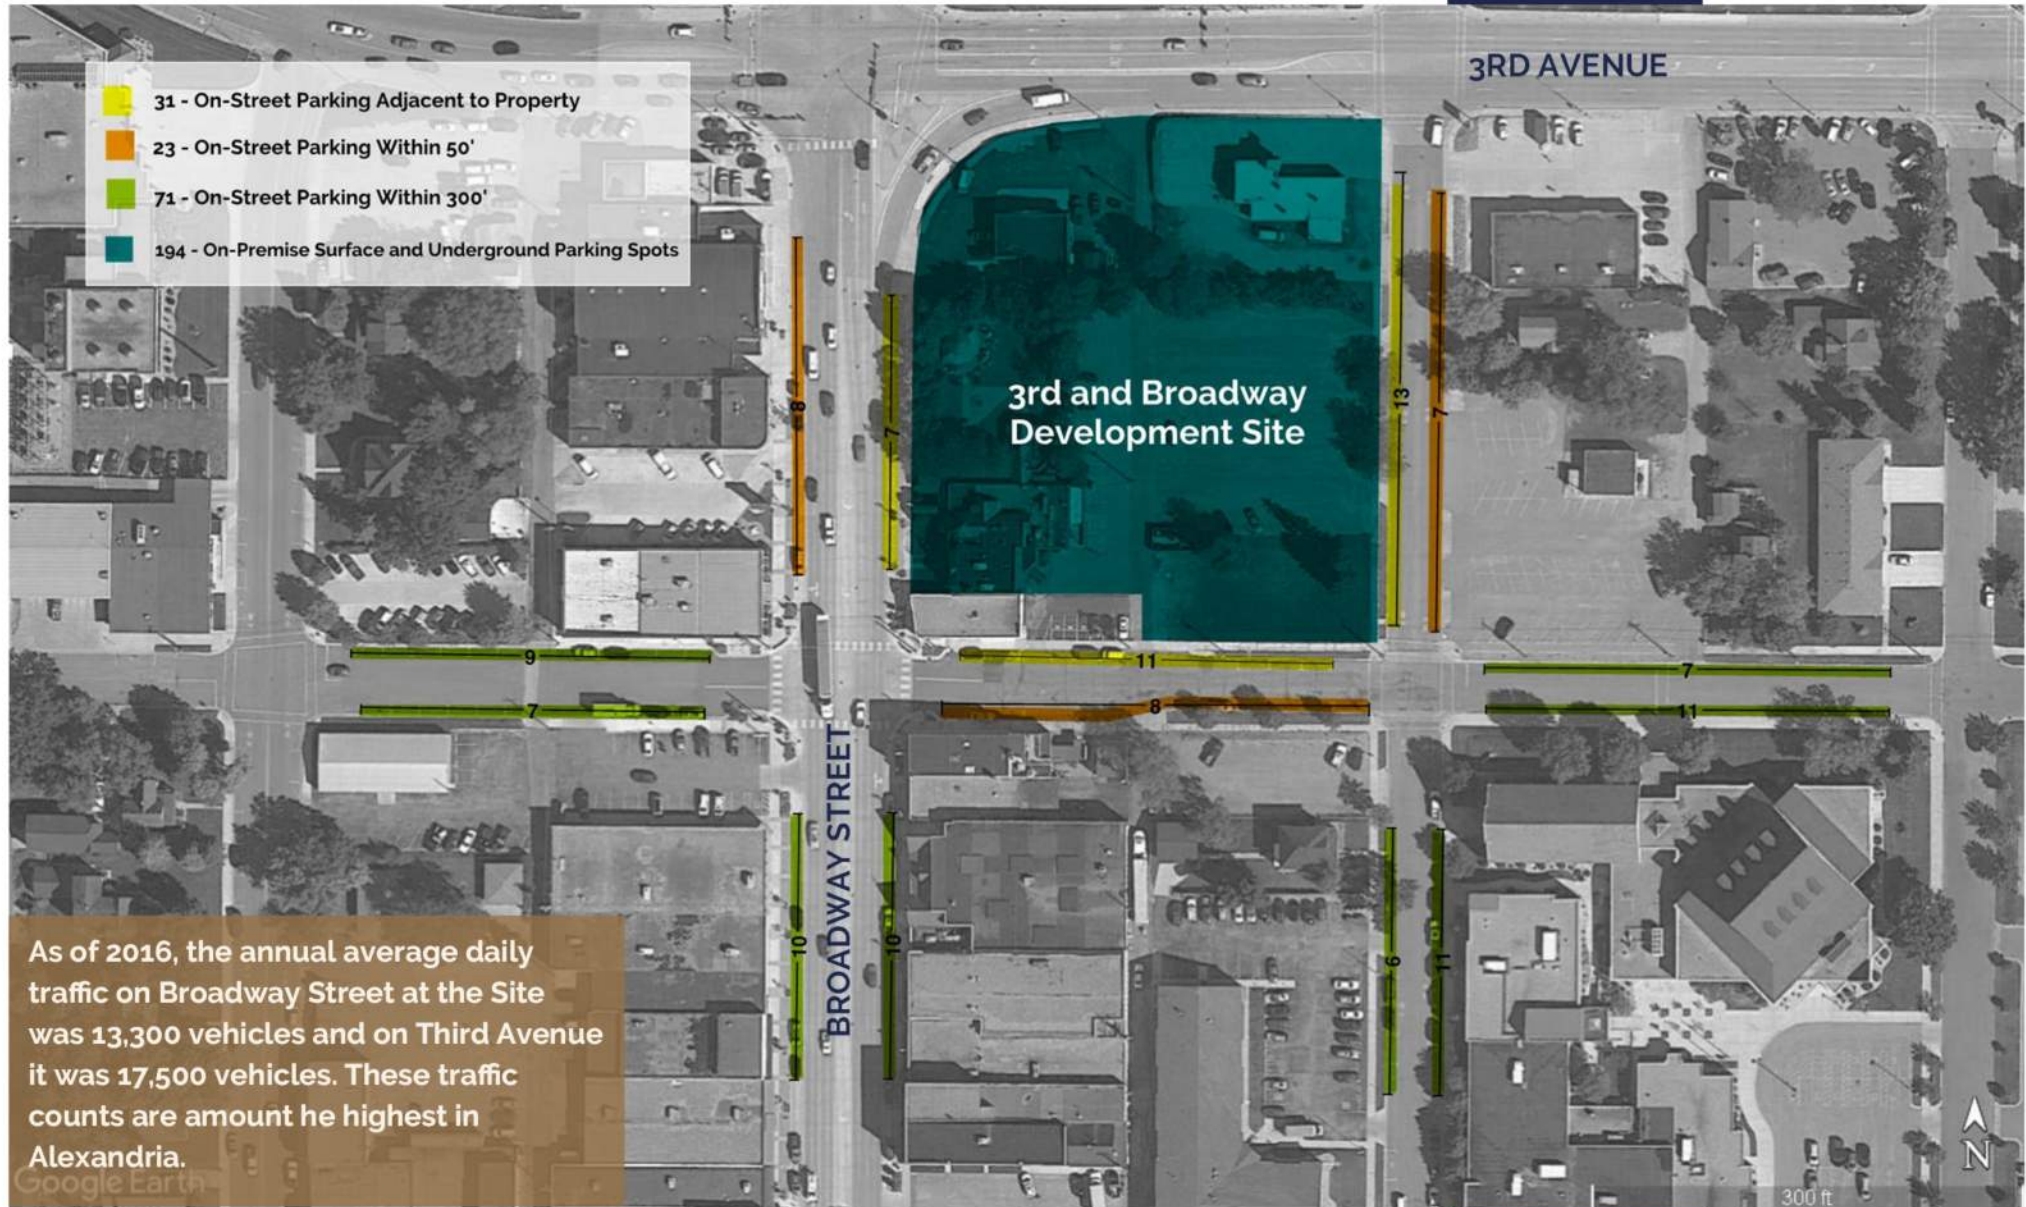 3RD AVENUE
31 - On-Street Parking Adjacent to Property
23 - On-Street Parking Within 50'
71 - On-Street Parking Within 300'
194 - On-Premise Surface and Underground Parking Spots
3rd and Broadway
Development Site
8
7
13
7
9
11
7
7
8
11
BROADWAY STREET
10
10
6
11
As of 2016, the annual average daily
traffic on Broadway Street at the Site
was 13,300 vehicles and on Third Avenue
it was 17,500 vehicles. These traffic
counts are amount he highest in
Alexandria.
Google Earth
N
300 ft